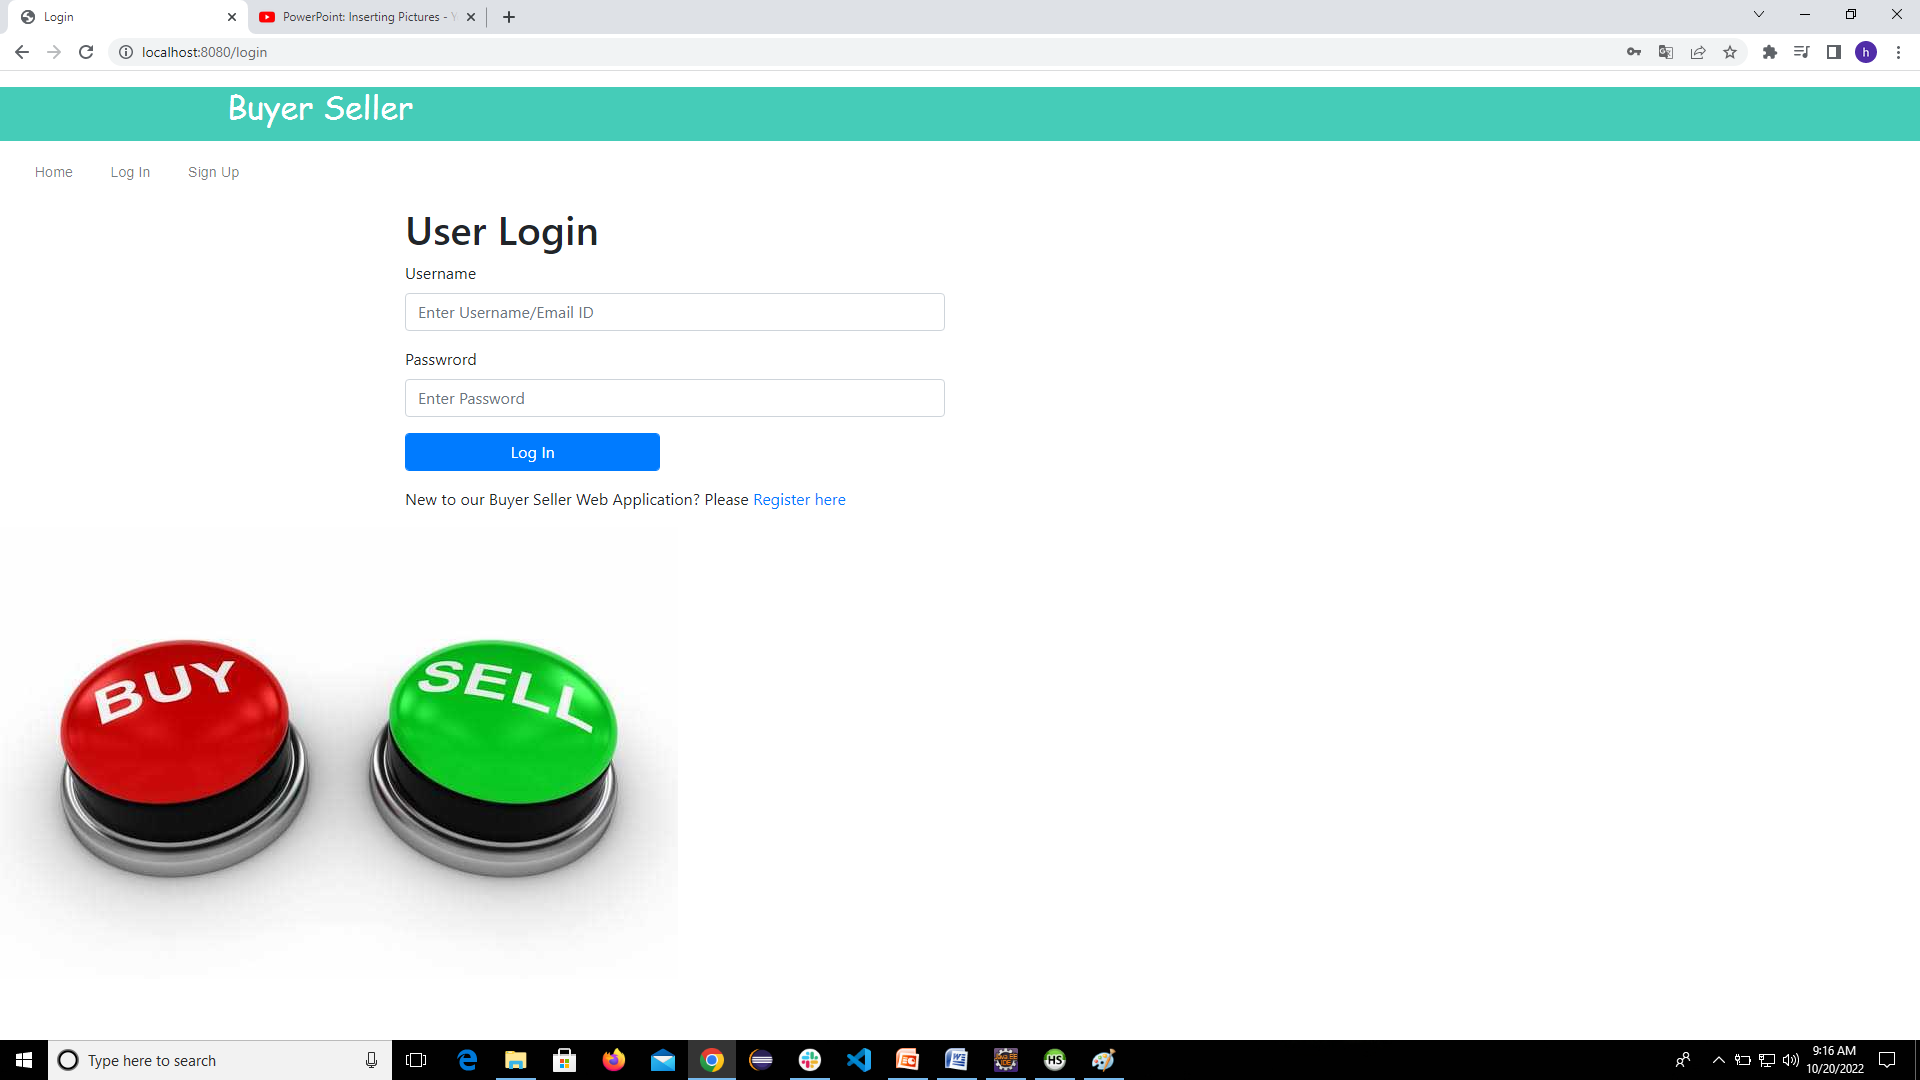 Login
PowerPoint: Inserting Pictures - Y
localhost:8080/login
h
Buyer Seller
Home Log In Sign Up
User Login
Username
Enter Username/Email ID
Passwrord
Enter Password
Log In
New to our Buyer Seller Web Application? Please Register here
BUY SELL
Type here to search
HS
9:16 AM
10/20/2022